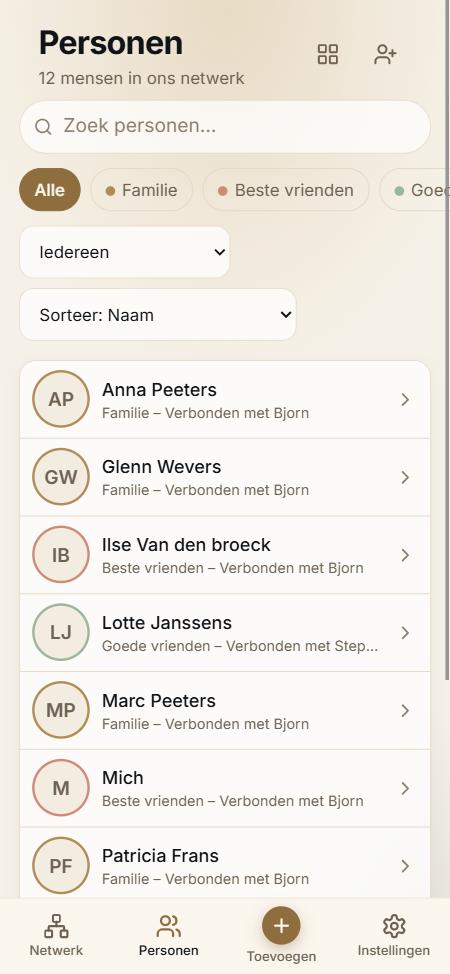 Personen
12 mensen in ons netwerk
Zoek personen...
Alle
Familie
Beste vrienden
Goed
Iedereen
Sorteer: Naam
AP
Anna Peeters
Familie – Verbonden met Bjorn
GW
Glenn Wevers
Familie – Verbonden met Bjorn
IB
Ilse Van den broeck
Beste vrienden – Verbonden met Bjorn
LJ
Lotte Janssens
Goede vrienden – Verbonden met Step...
MP
Marc Peeters
Familie – Verbonden met Bjorn
M
Mich
Beste vrienden – Verbonden met Bjorn
PF
Patricia Frans
Familie – Verbonden met Bjorn
Netwerk
Personen
Toevoegen
Instellingen